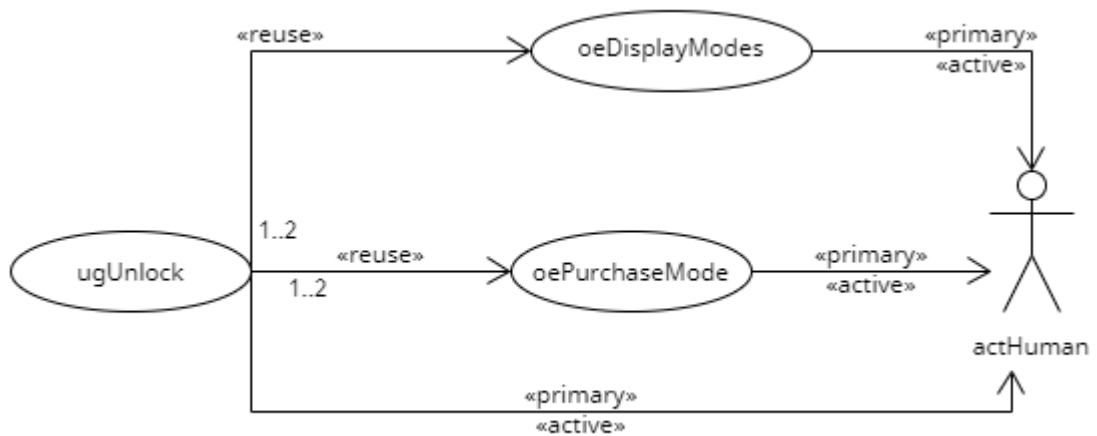 «reuse»
oeDisplayModes
«primary»
«active»
1..2
ugUnlock
«reuse»
1..2
oePurchaseMode
«primary»
«active»
actHuman
«primary»
«active»